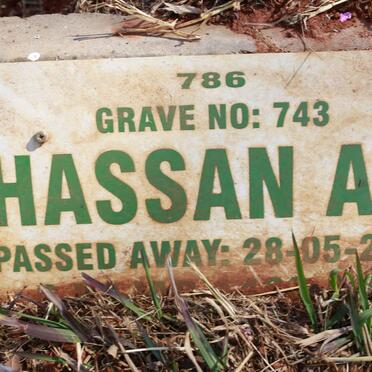 786
GRAVE NO: 743
HASSAN A
PASSED AWAY: 28-05-2